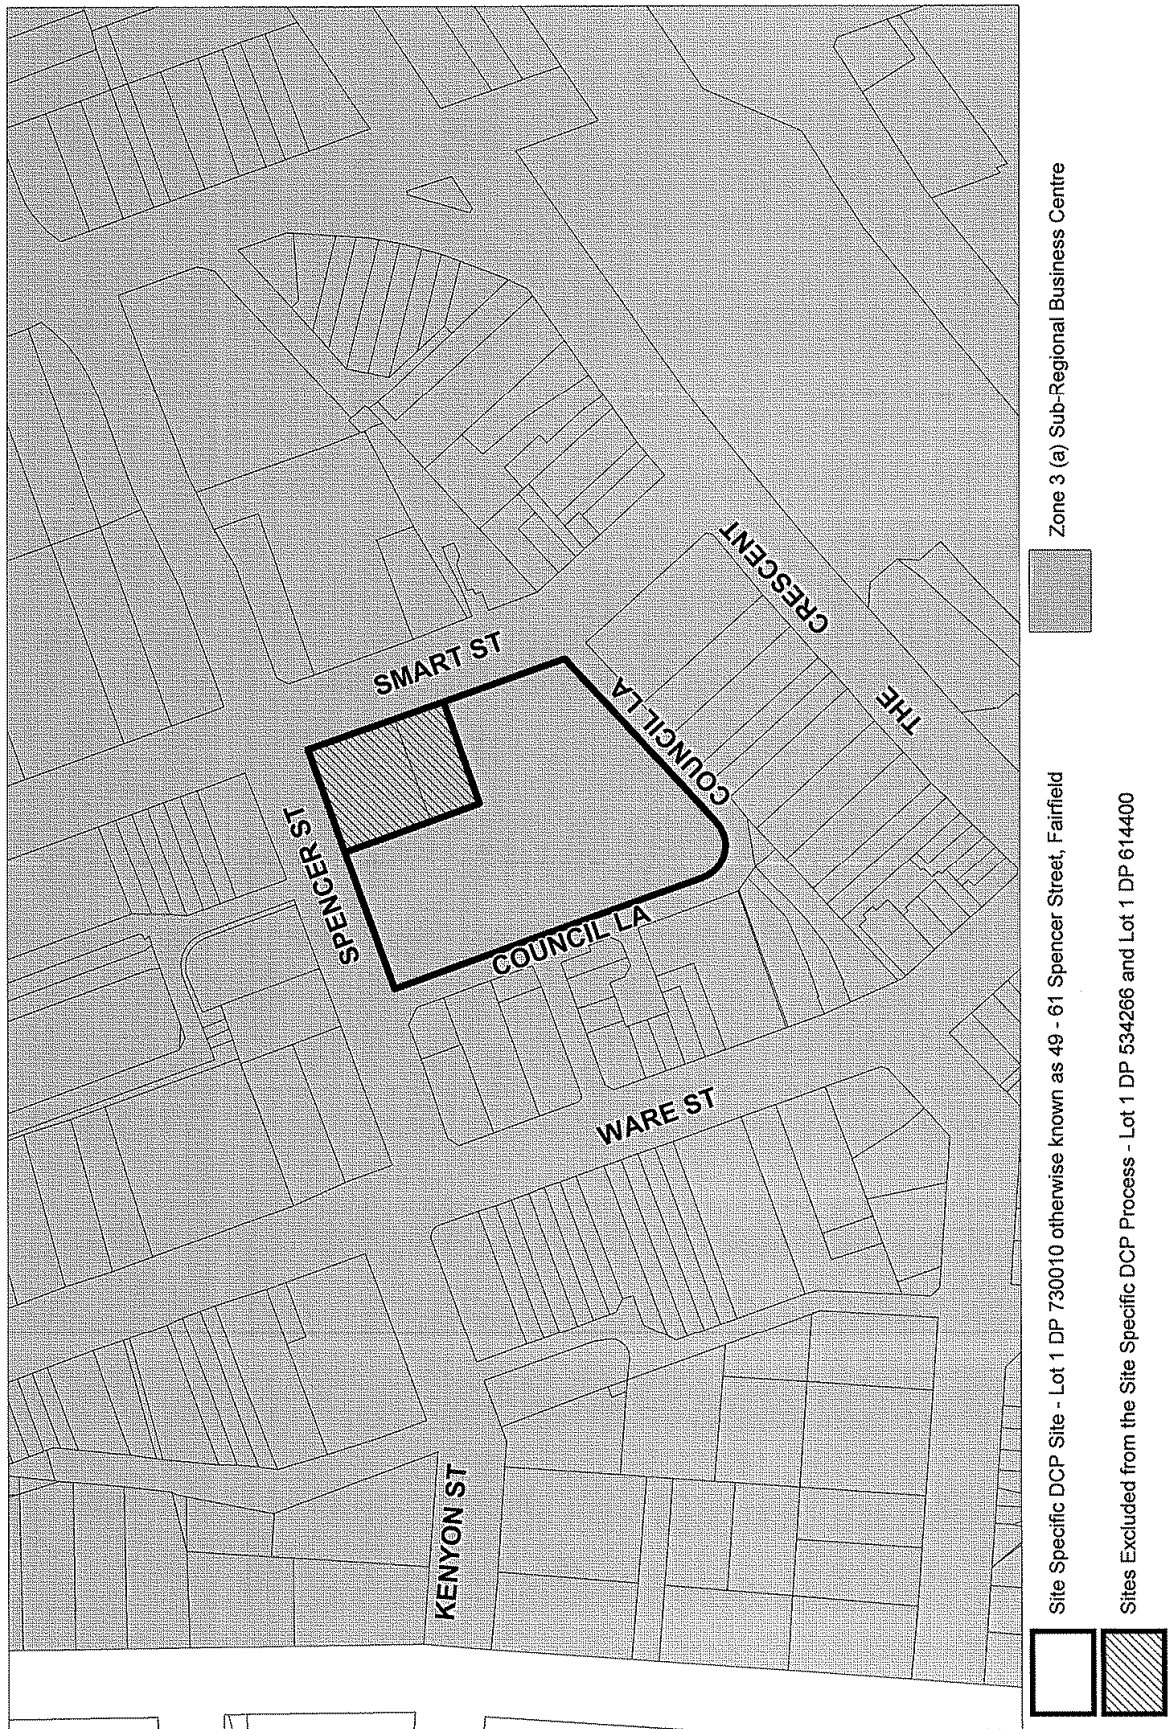 SMART ST
SPENCER ST
COUNCIL LA
COUNCIL LA
THE
CRESCENT
WARE ST
KENYON ST
Site Specific DCP Site - Lot 1 DP 730010 otherwise known as 49 - 61 Spencer Street, Fairfield
Sites Excluded from the Site Specific DCP Process - Lot 1 DP 534266 and Lot 1 DP 614400
Zone 3 (a) Sub-Regional Business Centre